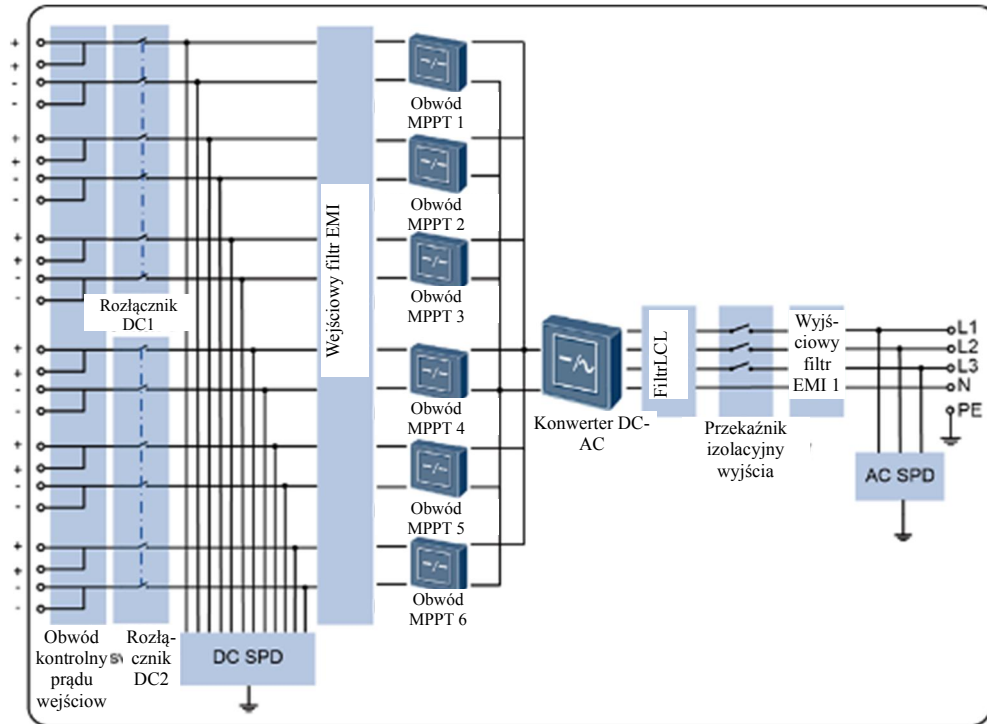 +
+
-
-
+
+
-
-
+
+
-
-
+
+
-
-
+
+
-
-
+
+
-
-
Rozłącznik
DC1
Obwód
kontrolny
prądu
wejściow
Rozłą-
cznik
DC2
DC SPD
Wejściowy filtr EMI
Obwód
MPPT 1
Obwód
MPPT 2
Obwód
MPPT 3
Obwód
MPPT 4
Obwód
MPPT 5
Obwód
MPPT 6
Konwerter DC-
AC
FiltrLCL
Przekaźnik
izolacyjny
wyjścia
Wyjś-
ciowy
filtr
EMI 1
L1
L2
L3
N
PE
AC SPD